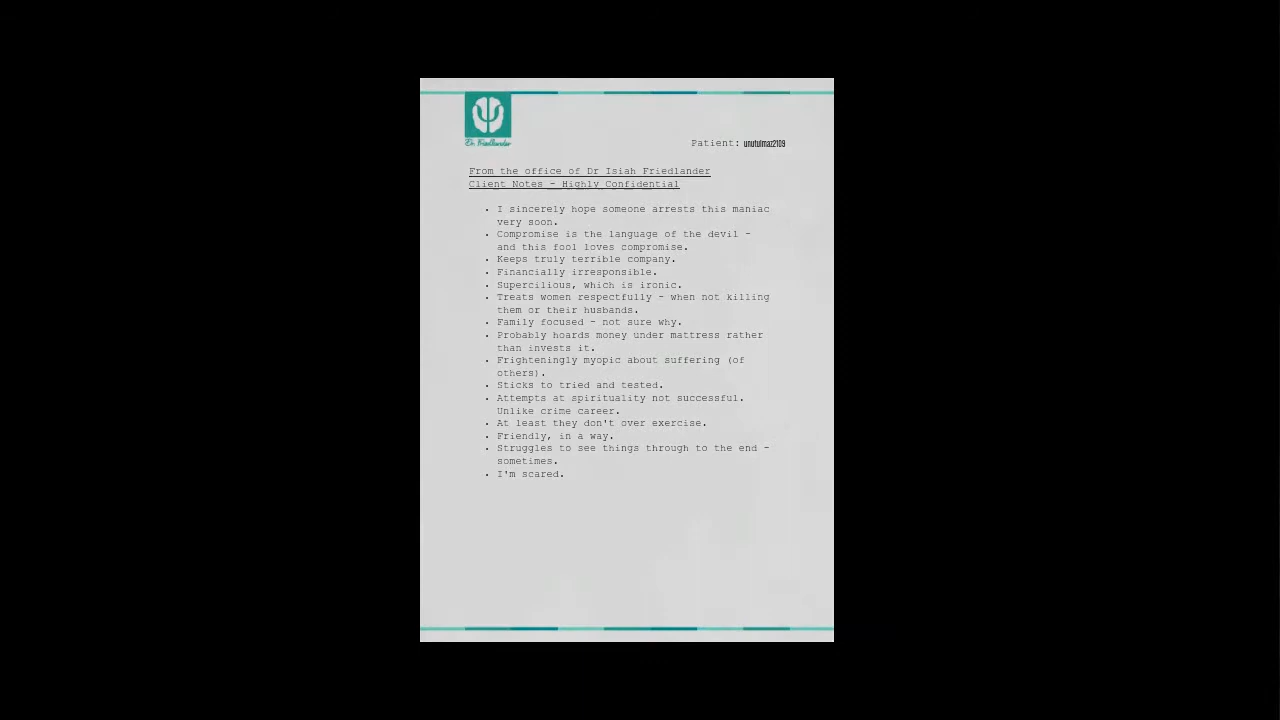 Dr. Friedlander
Patient: unutulmaz2109
From the office of Dr Isiah Friedlander
Client Notes - Highly Confidential
• I sincerely hope someone arrests this maniac
very soon.
• Compromise is the language of the devil -
and this fool loves compromise.
• Keeps truly terrible company.
• Financially irresponsible.
• Supercilious, which is ironic.
• Treats women respectfully - when not killing
them or their husbands.
• Family focused - not sure why.
• Probably hoards money under mattress rather
than invests it.
• Frighteningly myopic about suffering (of
others).
• Sticks to tried and tested.
• Attempts at spirituality not successful.
Unlike crime career.
• At least they don't over exercise.
• Friendly, in a way.
• Struggles to see things through to the end -
sometimes.
• I'm scared.